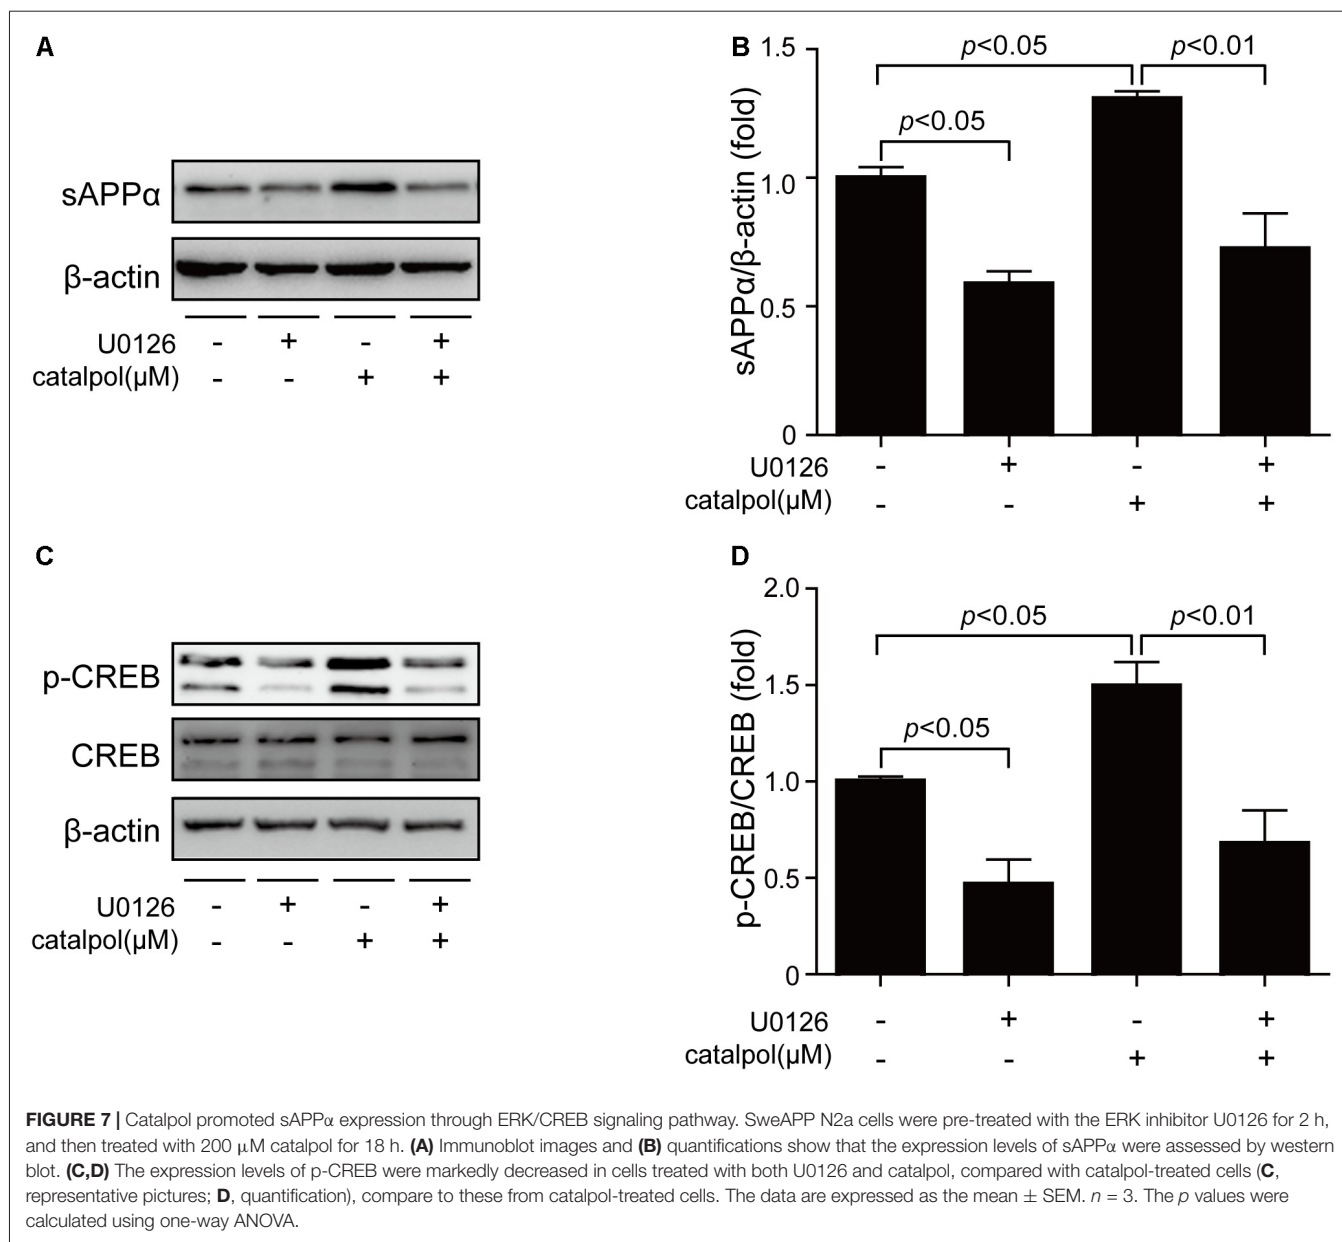 A
sAPPα
β-actin
U0126 - + - +
catalpol(μM) - - + +
B
1.5
1.0
0.5
0
sAPPα/β-actin (fold)
p<0.05
p<0.01
p<0.05
U0126 - + - +
catalpol(μM) - - + +
C
p-CREB
CREB
β-actin
U0126 - + - +
catalpol(μM) - - + +
D
2.0
1.5
1.0
0.5
0
p-CREB/CREB (fold)
p<0.05
p<0.01
p<0.05
U0126 - + - +
catalpol(μM) - - + +
FIGURE 7 | Catalpol promoted sAPPα expression through ERK/CREB signaling pathway. SweAPP N2a cells were pre-treated with the ERK inhibitor U0126 for 2 h,
and then treated with 200 μM catalpol for 18 h. (A) Immunoblot images and (B) quantifications show that the expression levels of sAPPα were assessed by western
blot. (C,D) The expression levels of p-CREB were markedly decreased in cells treated with both U0126 and catalpol, compared with catalpol-treated cells (C,
representative pictures; D, quantification), compare to these from catalpol-treated cells. The data are expressed as the mean ± SEM. n = 3. The p values were
calculated using one-way ANOVA.